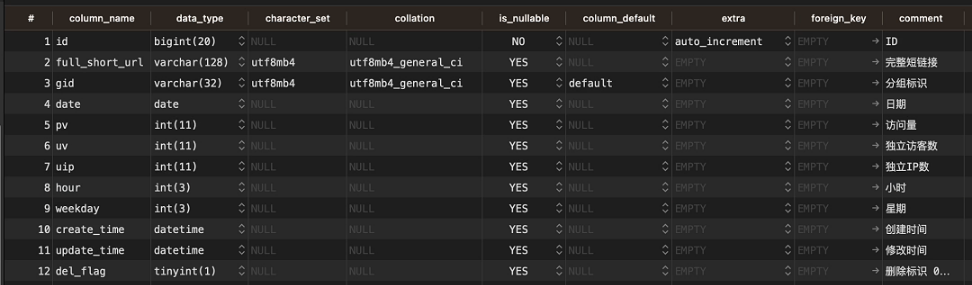 # column_name data_type character_set collation is_nullable column_default extra foreign_key comment
1 id bigint(20) NULL NULL NO NULL auto_increment EMPTY ID
2 full_short_url varchar(128) utf8mb4 utf8mb4_general_ci YES NULL EMPTY EMPTY 完整短链接
3 gid varchar(32) utf8mb4 utf8mb4_general_ci YES default EMPTY EMPTY 分组标识
4 date date NULL NULL YES NULL EMPTY EMPTY 日期
5 pv int(11) NULL NULL YES NULL EMPTY EMPTY 访问量
6 uv int(11) NULL NULL YES NULL EMPTY EMPTY 独立访客数
7 uip int(11) NULL NULL YES NULL EMPTY EMPTY 独立IP数
8 hour int(3) NULL NULL YES NULL EMPTY EMPTY 小时
9 weekday int(3) NULL NULL YES NULL EMPTY EMPTY 星期
10 create_time datetime NULL NULL YES NULL EMPTY EMPTY 创建时间
11 update_time datetime NULL NULL YES NULL EMPTY EMPTY 修改时间
12 del_flag tinyint(1) NULL NULL YES NULL EMPTY EMPTY 删除标识 0...